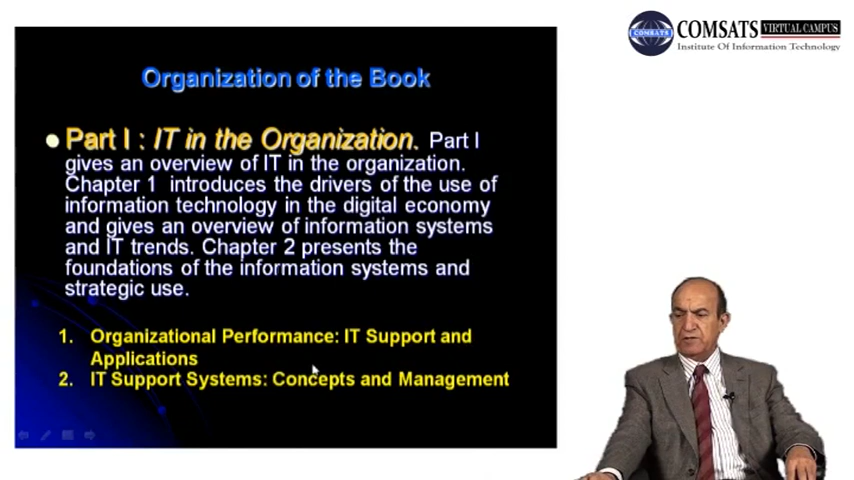 COMSATS VIRTUAL CAMPUS
COMSATS
Institute Of Information Technology
Organization of the Book
Part I : IT in the Organization. Part I
gives an overview of IT in the organization.
Chapter 1 introduces the drivers of the use of
information technology in the digital economy
and gives an overview of information systems
and IT trends. Chapter 2 presents the
foundations of the information systems and
strategic use.
1. Organizational Performance: IT Support and
Applications
2. IT Support Systems: Concepts and Management